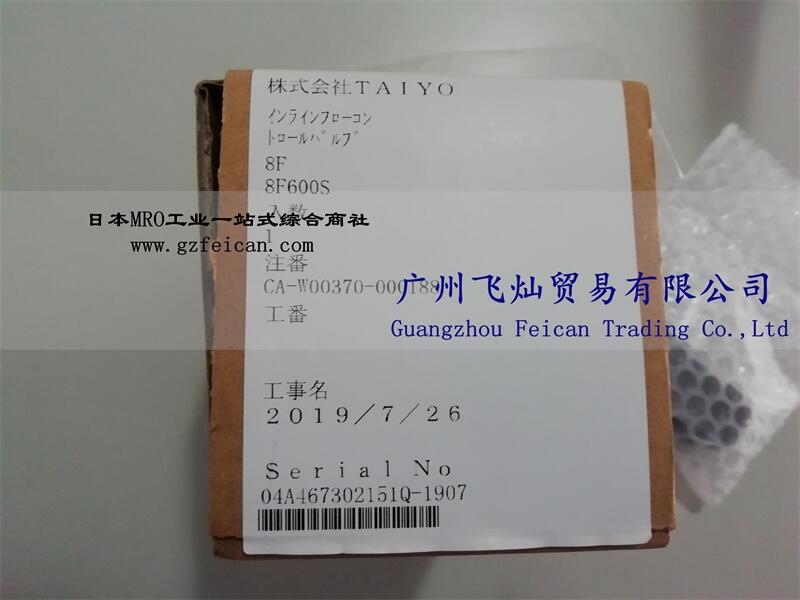 株式会社TAIYO
インラインフローコン
トロールバルブ
8F
8F600S
入数
1
注番
CA-W00370-000188
工番
工事名
2019/7/26
Serial No
04A467302151Q-1907
日本MRO工业一站式综合商社
www.gzfeican.com
广州飞灿贸易有限公司
Guangzhou Feican Trading Co.,Ltd